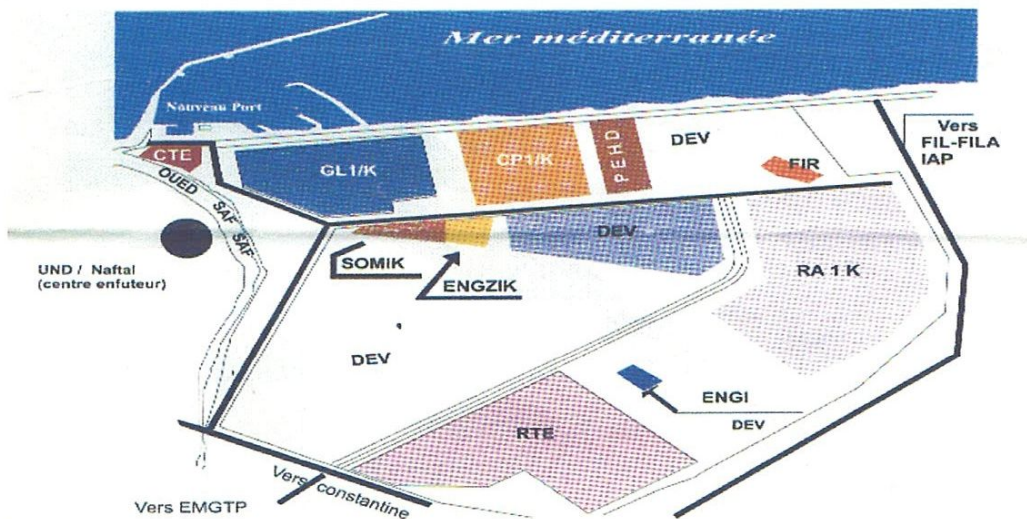 Mer méditerranée
Nouveau Port
CTE
GL1/K
CP1/K
PEHD
DEV
FIR
Vers
FIL-FILA
IAP
OUED
SAF SAF
UND / Naftal
(centre enfuteur)
SOMIK
ENGZIK
DEV
RA 1 K
DEV
ENGI
DEV
RTE
Vers constantine
Vers EMGTP